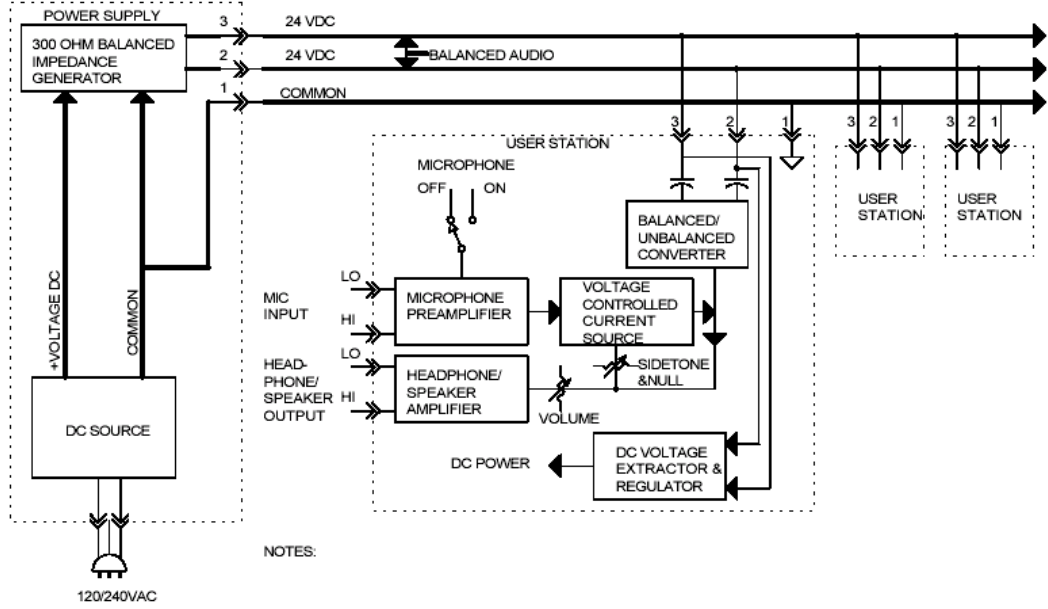 POWER SUPPLY
300 OHM BALANCED
IMPEDANCE
GENERATOR
3
24 VDC
2
24 VDC
BALANCED AUDIO
1
COMMON
+VOLTAGE DC
COMMON
DC SOURCE
120/240VAC
3
2
1
USER STATION
MICROPHONE
OFF
ON
BALANCED/
UNBALANCED
CONVERTER
MIC
INPUT
LO
HI
MICROPHONE
PREAMPLIFIER
VOLTAGE
CONTROLLED
CURRENT
SOURCE
HEAD-
PHONE/
SPEAKER
OUTPUT
LO
HI
HEADPHONE/
SPEAKER
AMPLIFIER
SIDETONE
&NULL
VOLUME
DC POWER
DC VOLTAGE
EXTRACTOR &
REGULATOR
3
2
1
USER
STATION
3
2
1
USER
STATION
NOTES: